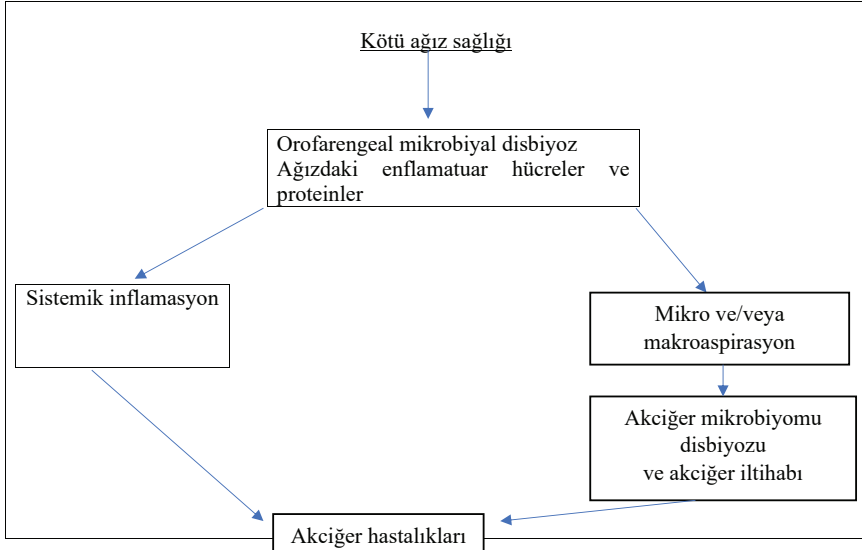 Kötü ağız sağlığı
Orofarengeal mikrobiyal disbiyoz
Ağızdaki enflamatuar hücreler ve
proteinler
Sistemik inflamasyon
Mikro ve/veya
makroaspirasyon
Akciğer mikrobiyomu
disbiyozu
ve akciğer iltihabı
Akciğer hastalıkları